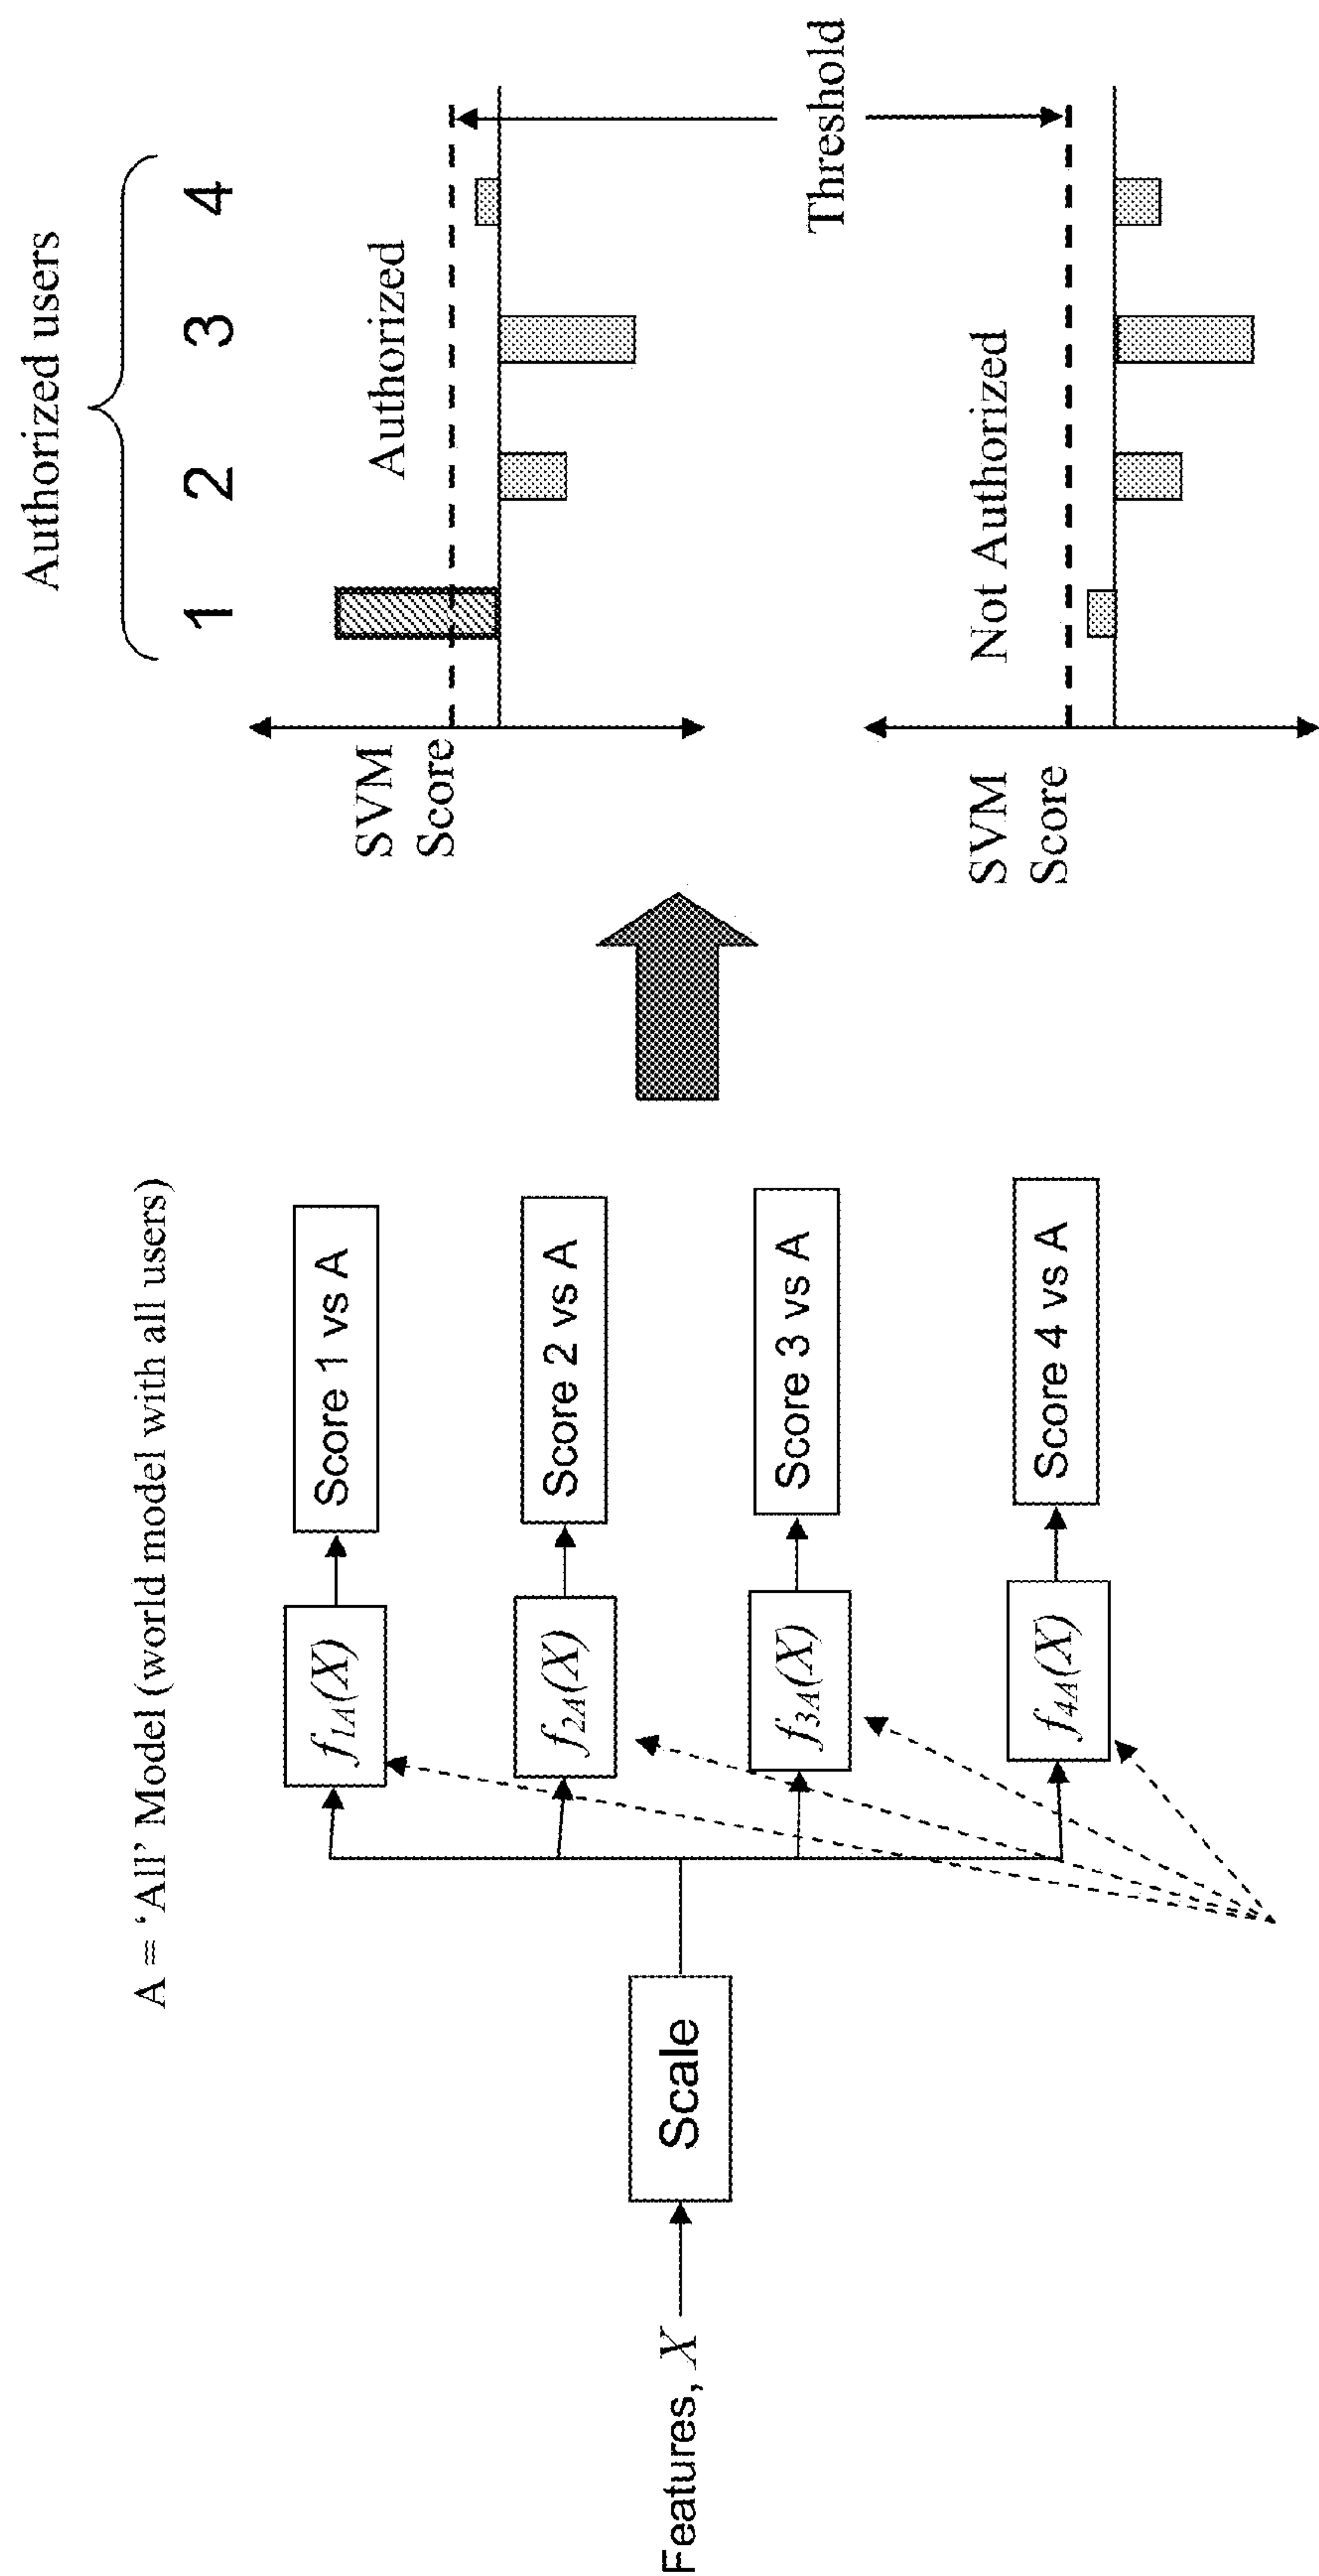 A = ‘All’ Model (world model with all users)
Features, X
Scale
f1A(X)
Score 1 vs A
f2A(X)
Score 2 vs A
f3A(X)
Score 3 vs A
f4A(X)
Score 4 vs A
Authorized users
1 2 3 4
SVM
Score
Authorized
Threshold
SVM
Score
Not Authorized